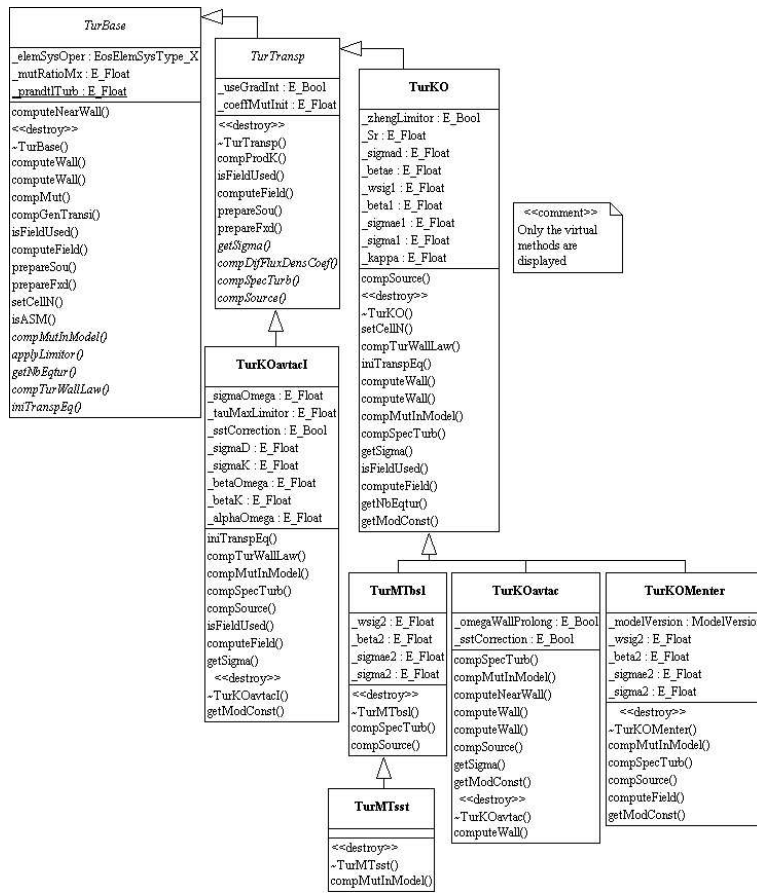 TurBase
_elemSysOper : EosElemSysType_X
_mutRatioMx : E_Float
_prandtlTurb : E_Float
computeNearWall()
<<destroy>>
~TurBase()
computeWall()
computeWall()
compMut()
compGenTransi()
isFieldUsed()
computeField()
prepareSou()
prepareFxd()
setCellN()
isASM()
compMutInModel()
applyLimitor()
getNbEqtur()
compTurWallLaw()
iniTranspEq()
TurTransp
_useGradInt : E_Bool
_coeffMutInit : E_Float
<<destroy>>
~TurTransp()
compProdK()
isFieldUsed()
computeField()
prepareSou()
prepareFxd()
getSigma()
compDifFluxDensCoef()
compSpecTurb()
compSource()
TurKO
_zhengLimitor : E_Bool
_Sr : E_Float
_sigmad : E_Float
_betae : E_Float
_wsig1 : E_Float
_beta1 : E_Float
_sigmae1 : E_Float
_sigma1 : E_Float
_kappa : E_Float
compSource()
<<destroy>>
~TurKO()
setCellN()
compTurWallLaw()
iniTranspEq()
computeWall()
computeWall()
compMutInModel()
compSpecTurb()
getSigma()
isFieldUsed()
computeField()
getNbEqtur()
getModConst()
<<comment>>
Only the virtual
methods are
displayed
TurKOavtacI
_sigmaOmega : E_Float
_tauMaxLimitor : E_Float
_sstCorrection : E_Bool
_sigmaD : E_Float
_sigmaK : E_Float
_betaOmega : E_Float
_betaK : E_Float
_alphaOmega : E_Float
iniTranspEq()
compTurWallLaw()
compMutInModel()
compSpecTurb()
compSource()
isFieldUsed()
computeField()
getSigma()
<<destroy>>
~TurKOavtacI()
getModConst()
TurMTbsl
_wsig2 : E_Float
_beta2 : E_Float
_sigmae2 : E_Float
_sigma2 : E_Float
<<destroy>>
~TurMTbsl()
compSpecTurb()
compSource()
TurKOavtac
_omegaWallProlong : E_Bool
_sstCorrection : E_Bool
compSpecTurb()
compMutInModel()
computeNearWall()
computeWall()
computeWall()
compSource()
getSigma()
getModConst()
<<destroy>>
~TurKOavtac()
computeWall()
TurKOMenter
_modelVersion : ModelVersion
_wsig2 : E_Float
_beta2 : E_Float
_sigmae2 : E_Float
_sigma2 : E_Float
<<destroy>>
~TurKOMenter()
compMutInModel()
compSpecTurb()
compSource()
computeField()
getModConst()
TurMTsst
<<destroy>>
~TurMTsst()
compMutInModel()